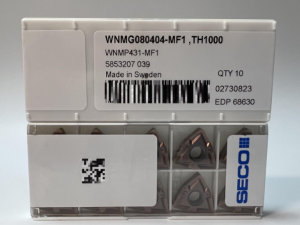 WNMG080404-MF1 ,TH1000
WNMP431-MF1
5853207 039
Made in Sweden
QTY 10
02730823
EDP 68630
SECO